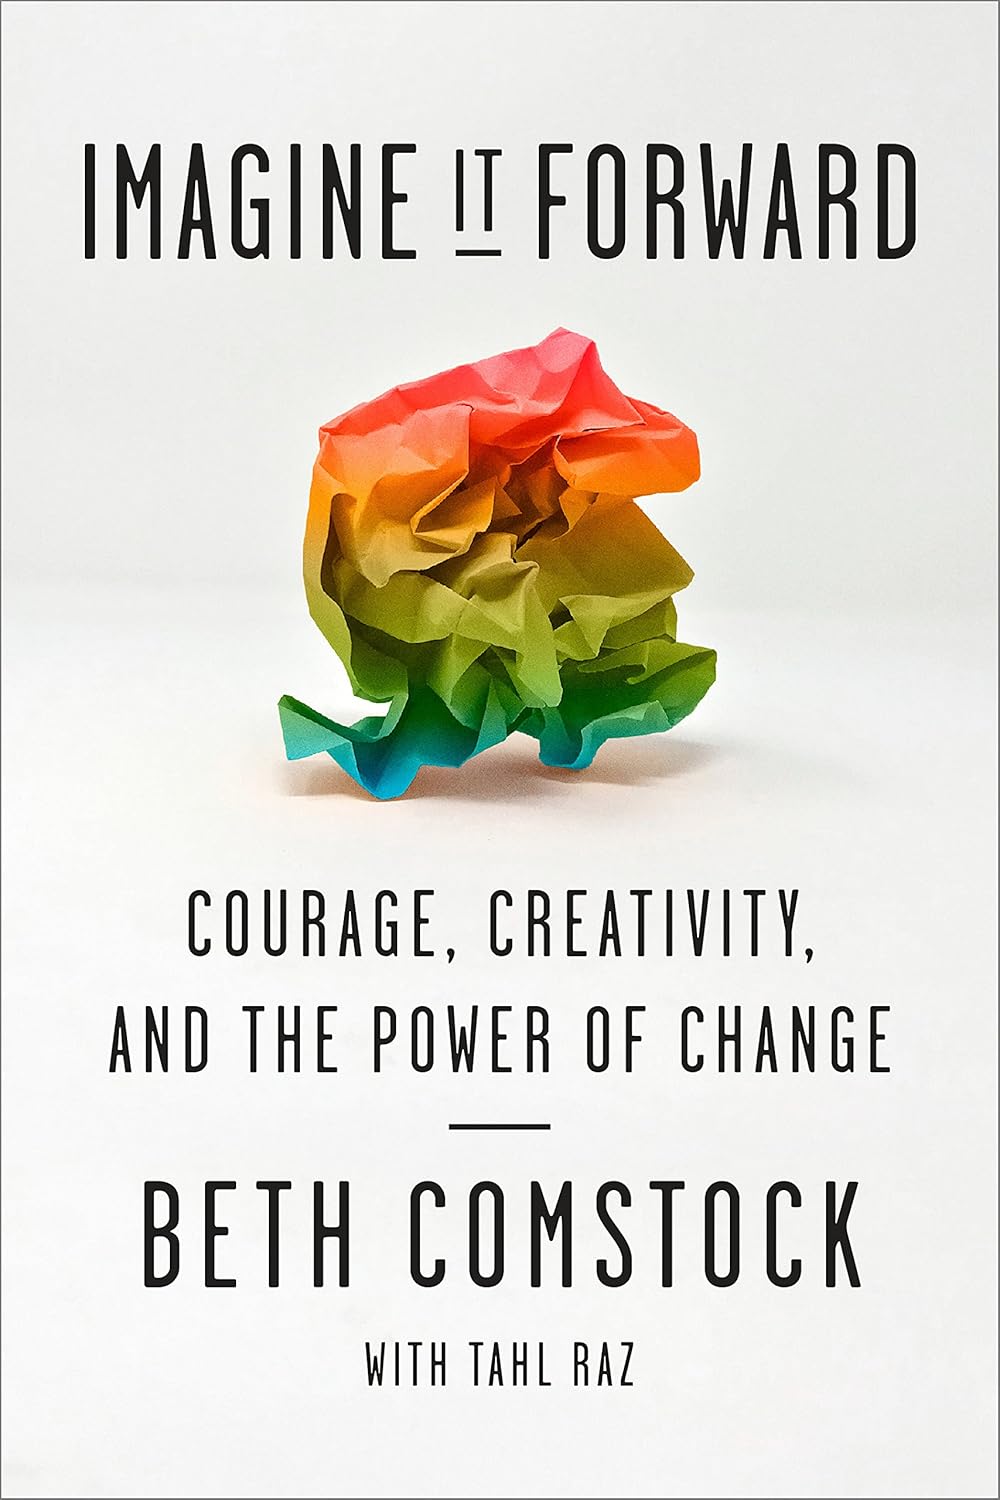 IMAGINE IT FORWARD
COURAGE, CREATIVITY,
AND THE POWER OF CHANGE
BETH COMSTOCK
WITH TAHL RAZ